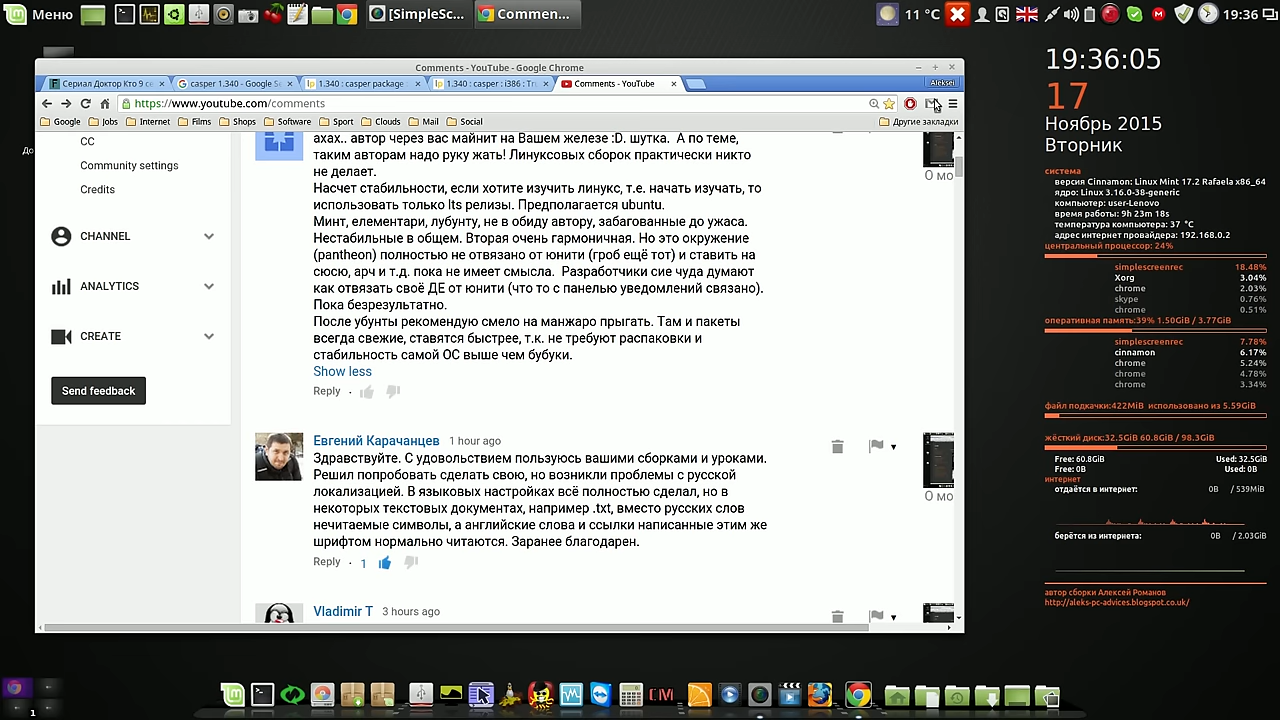 Меню
[SimpleSc...
Commen...
11 °C
19:36
Comments - YouTube - Google Chrome
Сериал Доктор Кто 9 се
casper 1.340 - Google S
1.340 : casper package
1.340 : casper : i386 : Tr
Comments - YouTube
Aleksei
https://www.youtube.com/comments
Google
Jobs
Internet
Films
Shops
Software
Sport
Clouds
Mail
Social
Другие закладки
До
CC
Community settings
Credits
CHANNEL
ANALYTICS
CREATE
Send feedback
ахах.. автор через вас майнит на Вашем железе :D. шутка. А по теме,
таким авторам надо руку жать! Линуксовых сборок практически никто
не делает.
Насчет стабильности, если хотите изучить линукс, т.е. начать изучать, то
использовать только lts релизы. Предполагается ubuntu.
Минт, елементари, лубунту, не в обиду автору, забагованные до ужаса.
Нестабильные в общем. Вторая очень гармоничная. Но это окружение
(pantheon) полностью не отвязано от юнити (гроб ещё тот) и ставить на
сюсю, арч и т.д. пока не имеет смысла. Разработчики сие чуда думают
как отвязать своё ДЕ от юнити (что то с панелью уведомлений связано).
Пока безрезультатно.
После убунты рекомендую смело на манжаро прыгать. Там и пакеты
всегда свежие, ставятся быстрее, т.к. не требуют распаковки и
стабильность самой ОС выше чем бубуки.
Show less
Reply
0 мо
Евгений Карачанцев 1 hour ago
Здравствуйте. С удовольствием пользуюсь вашими сборками и уроками.
Решил попробовать сделать свою, но возникли проблемы с русской
локализацией. В языковых настройках всё полностью сделал, но в
некоторых текстовых документах, например .txt, вместо русских слов
нечитаемые символы, а английские слова и ссылки написанные этим же
шрифтом нормально читаются. Заранее благодарен.
Reply · 1
0 мо
Vladimir T 3 hours ago
19:36:05
17
Ноябрь 2015
Вторник
система
версия Cinnamon: Linux Mint 17.2 Rafaela x86_64
ядро: Linux 3.16.0-38-generic
компьютер: user-Lenovo
время работы: 9h 23m 18s
температура компьютера: 37 °C
адрес интернет провайдера: 192.168.0.2
центральный процессор: 24%
simplescreenrec 18.48%
Xorg 3.04%
chrome 2.03%
skype 0.76%
chrome 0.51%
оперативная память:39% 1.50GiB / 3.77GiB
simplescreenrec 7.78%
cinnamon 6.17%
chrome 5.24%
chrome 4.78%
chrome 3.34%
файл подкачки:422MiB использовано из 5.59GiB
жёсткий диск:32.5GiB 60.8GiB / 98.3GiB
Free: 60.8GiB Used: 32.5GiB
Free: 0B Used: 0B
интернет
отдаётся в интернет: 0B / 539MiB
берётся из интернета: 0B / 2.03GiB
автор сборки Алексей Романов
http://aleks-pc-advices.blogspot.co.uk/
1